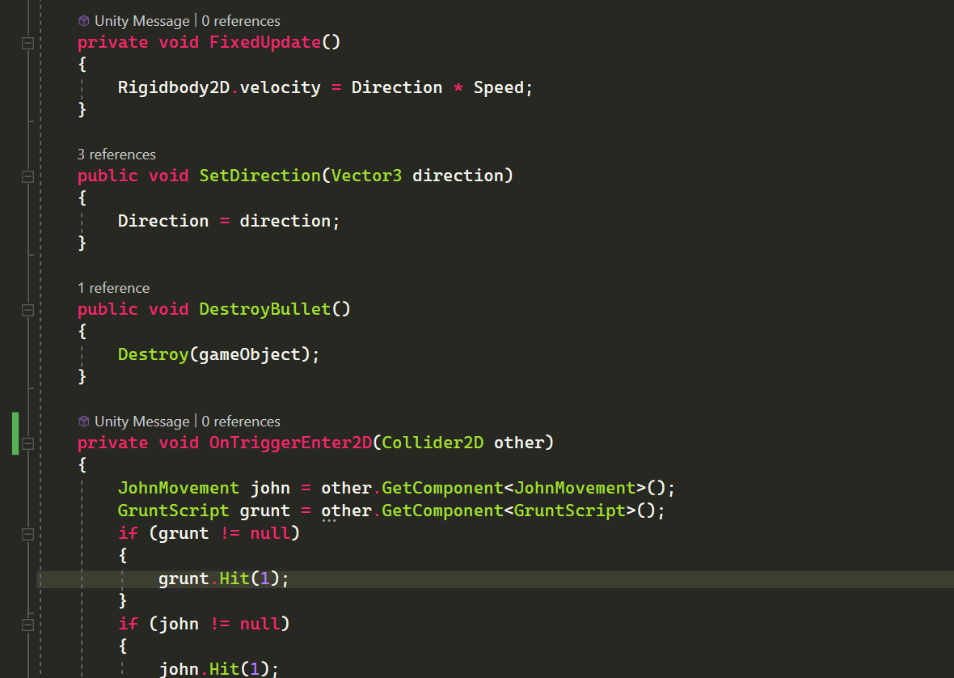 Unity Message | 0 references
private void FixedUpdate()
{
Rigidbody2D.velocity = Direction * Speed;
}
3 references
public void SetDirection(Vector3 direction)
{
Direction = direction;
}
1 reference
public void DestroyBullet()
{
Destroy(gameObject);
}
Unity Message | 0 references
private void OnTriggerEnter2D(Collider2D other)
{
JohnMovement john = other.GetComponent<JohnMovement>();
GruntScript grunt = other.GetComponent<GruntScript>();
if (grunt != null)
{
grunt.Hit(1);
}
if (john != null)
{
john.Hit(1);